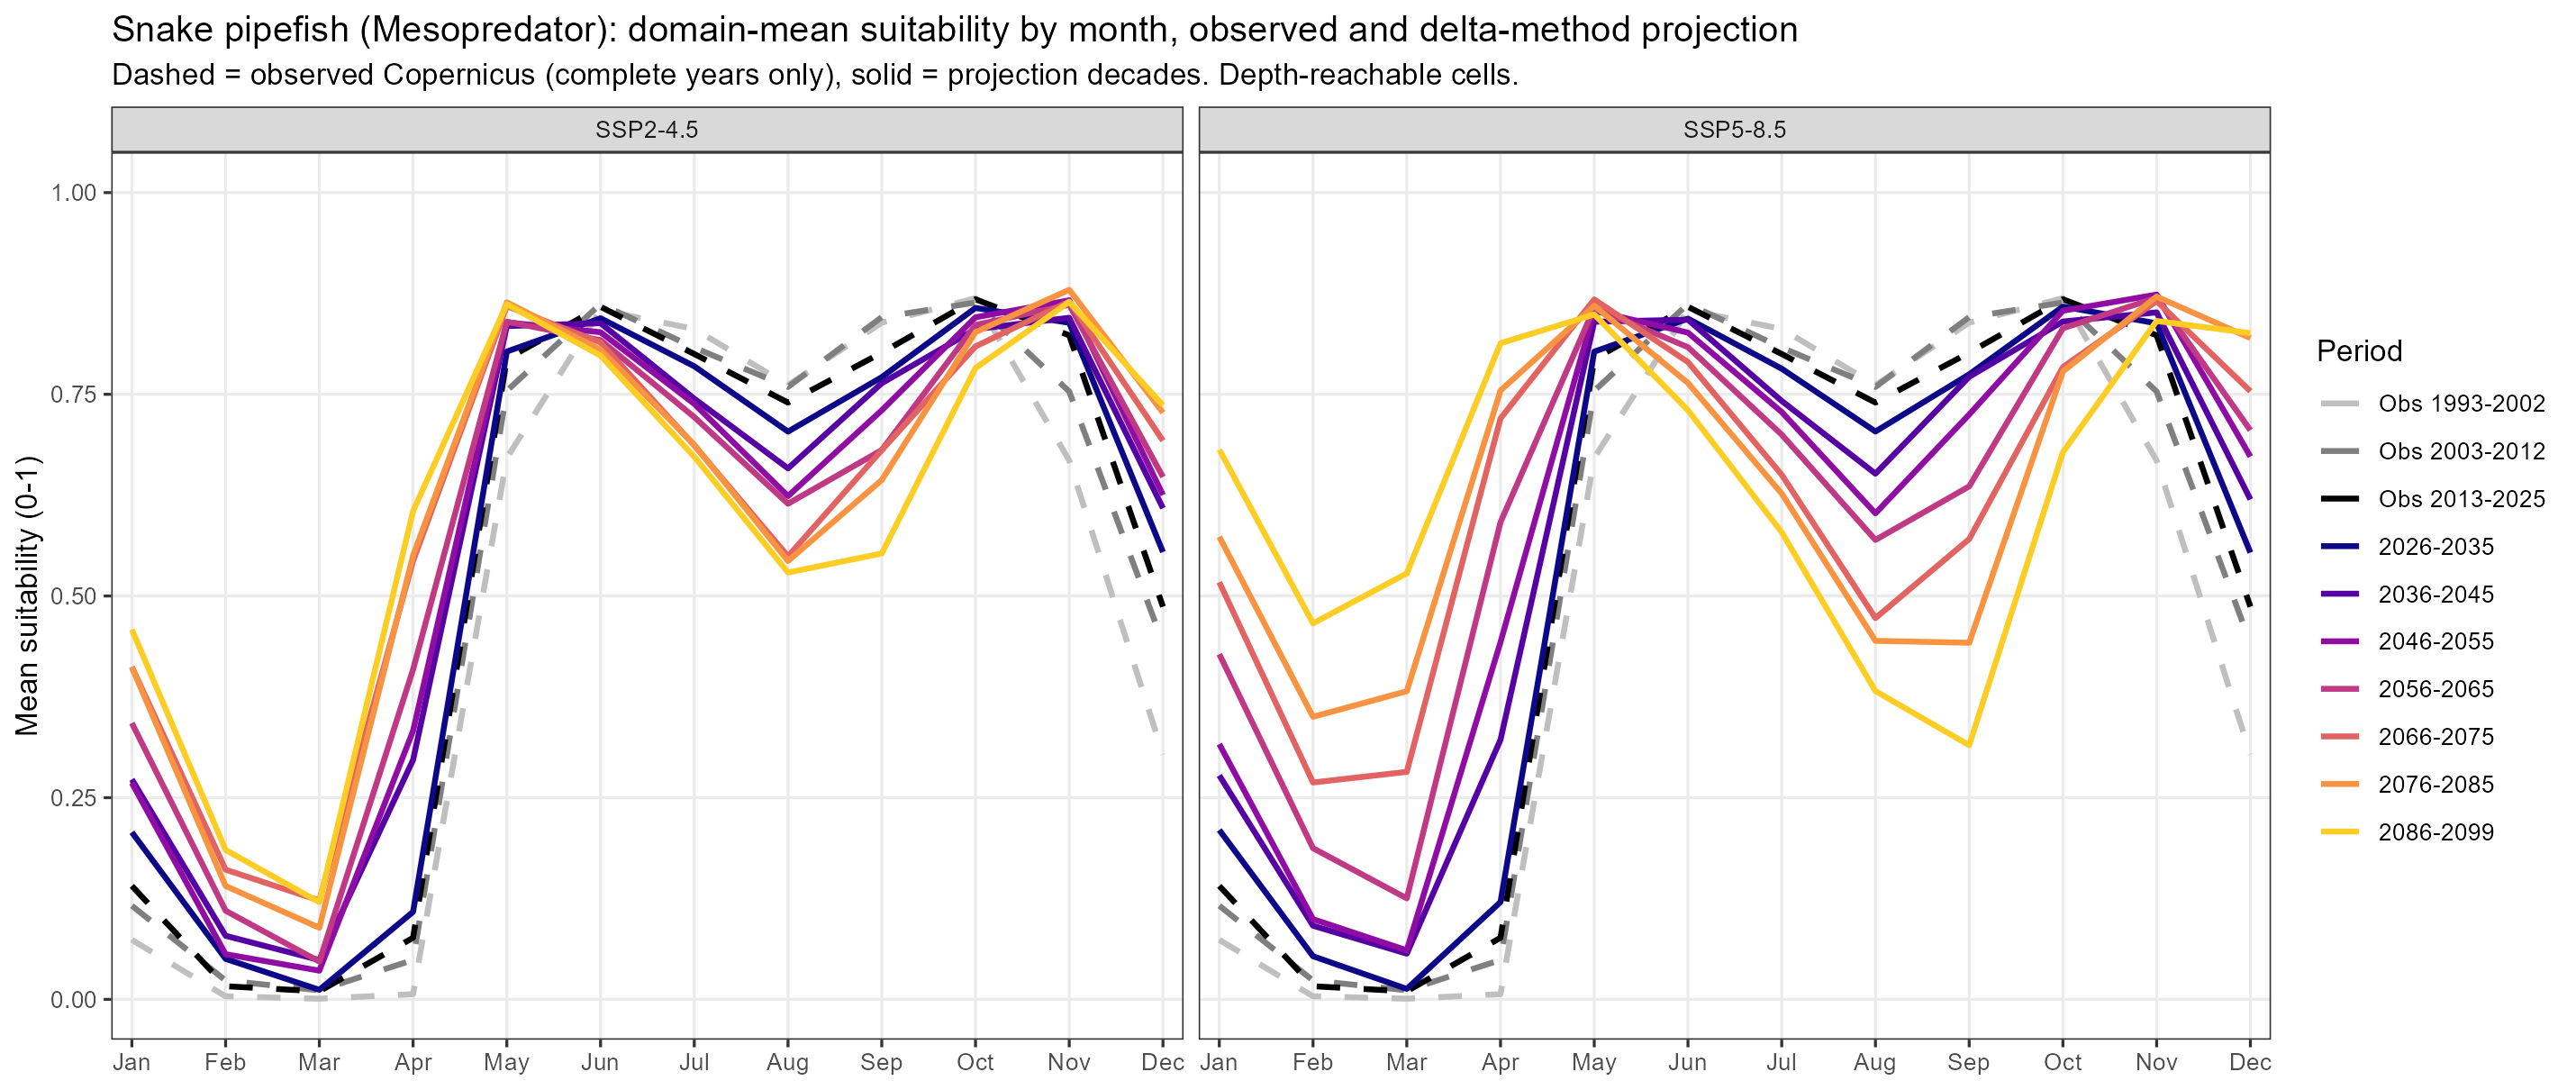 Snake pipefish (Mesopredator): domain-mean suitability by month, observed and delta-method projection
Dashed = observed Copernicus (complete years only), solid = projection decades. Depth-reachable cells.
SSP2-4.5
SSP5-8.5
Mean suitability (0-1)
1.00
0.75
0.50
0.25
0.00
Jan Feb Mar Apr May Jun Jul Aug Sep Oct Nov Dec
Jan Feb Mar Apr May Jun Jul Aug Sep Oct Nov Dec
Period
Obs 1993-2002
Obs 2003-2012
Obs 2013-2025
2026-2035
2036-2045
2046-2055
2056-2065
2066-2075
2076-2085
2086-2099